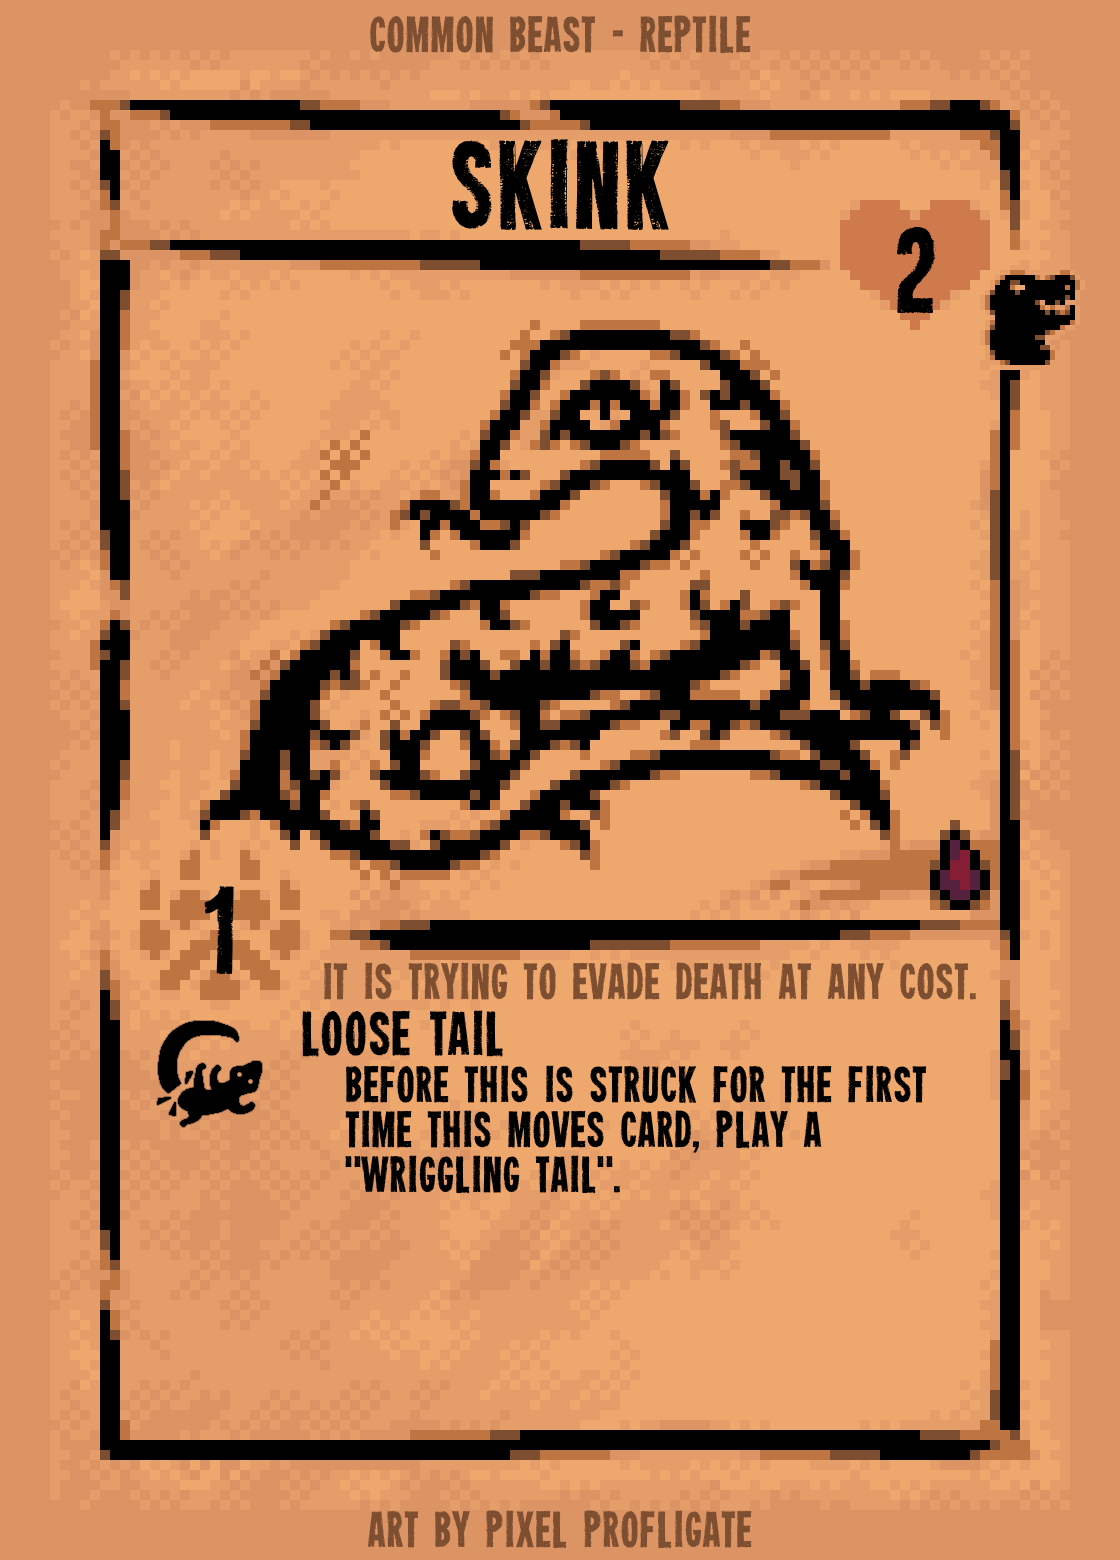 COMMON BEAST - REPTILE
SKINK
2
1
IT IS TRYING TO EVADE DEATH AT ANY COST.
LOOSE TAIL
BEFORE THIS IS STRUCK FOR THE FIRST
TIME THIS MOVES CARD, PLAY A
"WRIGGLING TAIL".
ART BY PIXEL PROFLIGATE